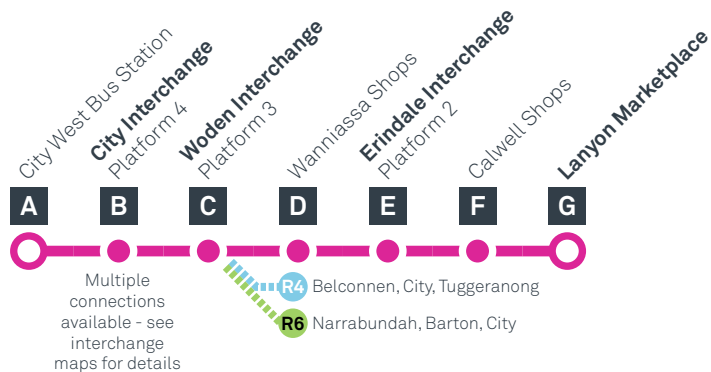 City West Bus Station
City Interchange
Platform 4
Woden Interchange
Platform 3
Wanniassa Shops
Erindale Interchange
Platform 2
Calwell Shops
Lanyon Marketplace
A
B
C
D
E
F
G
Multiple
connections
available - see
interchange
maps for details
R4 Belconnen, City, Tuggeranong
R6 Narrabundah, Barton, City